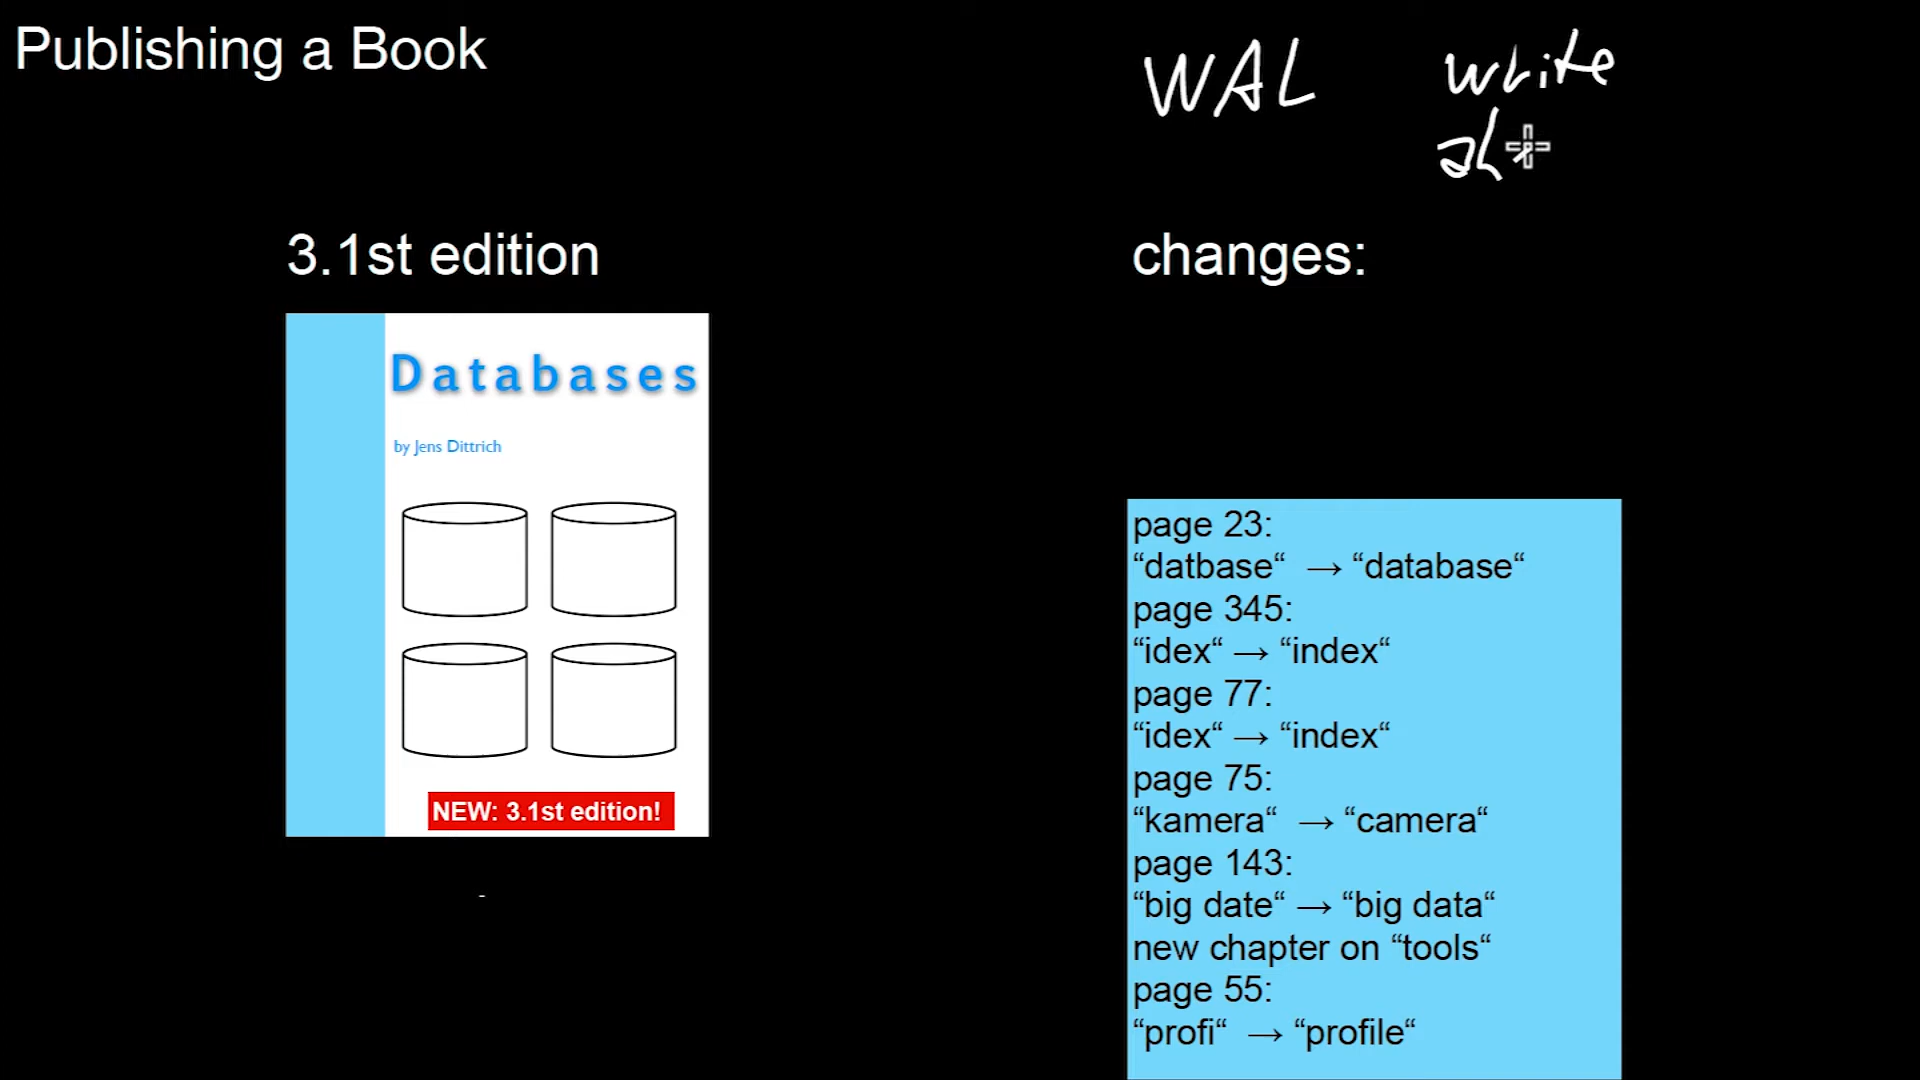 Publishing a Book
WAL
write
3.1st edition
Databases
by Jens Dittrich
NEW: 3.1st edition!
changes:
page 23:
“datbase“ → “database“
page 345:
“idex“ → “index“
page 77:
“idex“ → “index“
page 75:
“kamera“ → “camera“
page 143:
“big date“ → “big data“
new chapter on “tools“
page 55:
“profi“ → “profile“